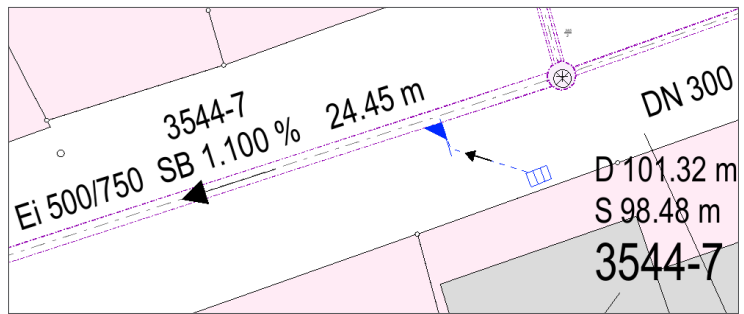 3544-7
Ei 500/750 SB 1.100 % 24.45 m
DN 300
D 101.32 m
S 98.48 m
3544-7